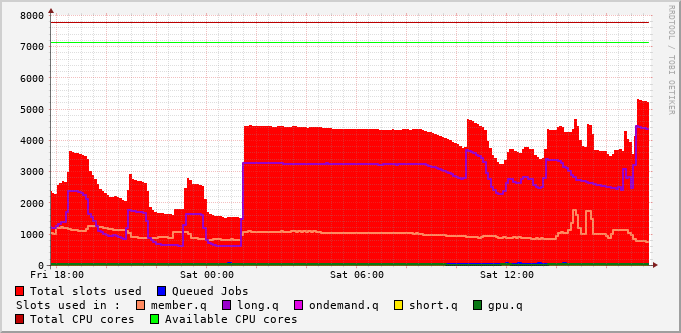 8000
7000
6000
5000
4000
3000
2000
1000
0
Fri 18:00 Sat 00:00 Sat 06:00 Sat 12:00
RRDTOOL / TOBI OETIKER
Total slots used Queued Jobs
Slots used in : member.q long.q ondemand.q short.q gpu.q
Total CPU cores Available CPU cores